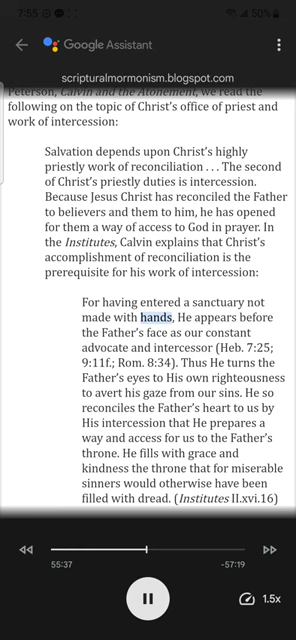 7:55
50%
Google Assistant
scripturalmormonism.blogspot.com
Peterson, Calvin and the Atonement, we read the
following on the topic of Christ's office of priest and
work of intercession:
Salvation depends upon Christ's highly
priestly work of reconciliation . . . The second
of Christ's priestly duties is intercession.
Because Jesus Christ has reconciled the Father
to believers and them to him, he has opened
for them a way of access to God in prayer. In
the Institutes, Calvin explains that Christ's
accomplishment of reconciliation is the
prerequisite for his work of intercession:
For having entered a sanctuary not
made with hands, He appears before
the Father's face as our constant
advocate and intercessor (Heb. 7:25;
9:11f.; Rom. 8:34). Thus He turns the
Father's eyes to His own righteousness
to avert his gaze from our sins. He so
reconciles the Father's heart to us by
His intercession that He prepares a
way and access for us to the Father's
throne. He fills with grace and
kindness the throne that for miserable
sinners would otherwise have been
filled with dread. (Institutes II.xvi.16)
55:37
-57:19
1.5x